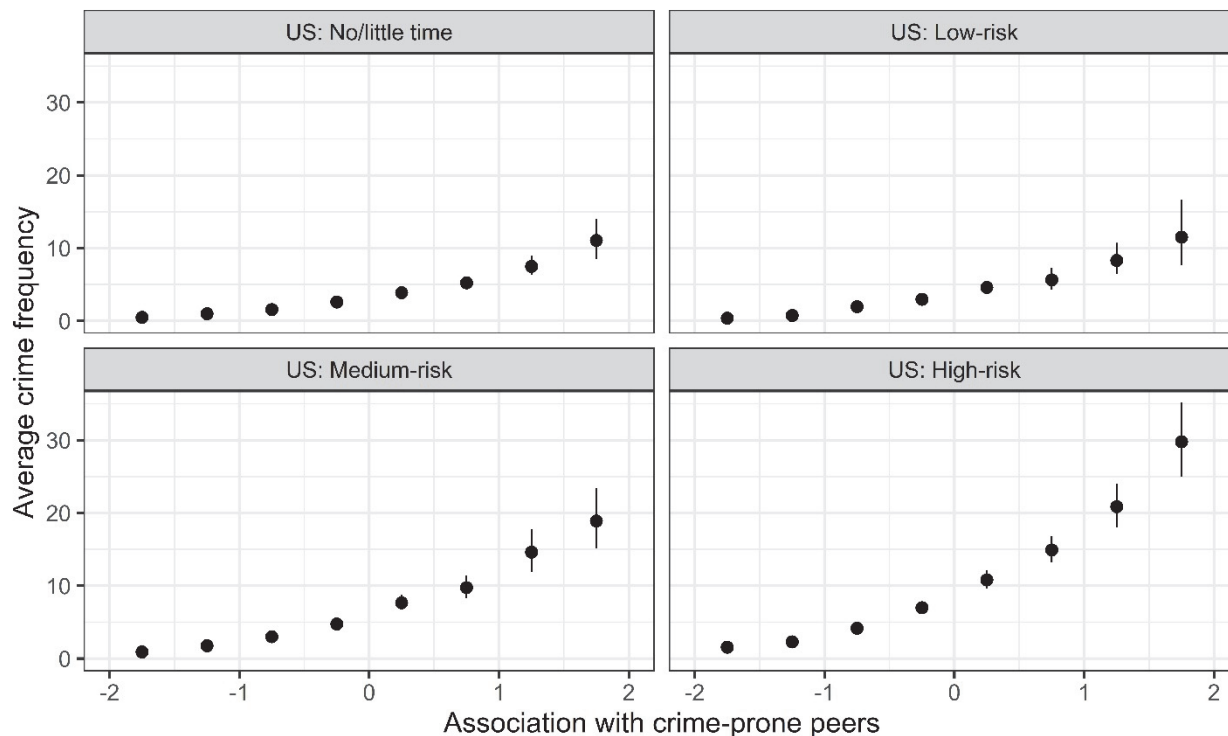 US: No/little time
US: Low-risk
30
20
10
0
US: Medium-risk
US: High-risk
30
20
10
0
-2 -1 0 1 2
-2 -1 0 1 2
Average crime frequency
Association with crime-prone peers